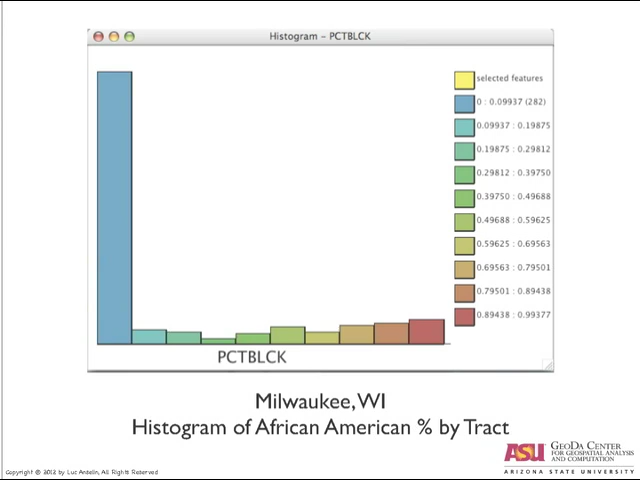 Histogram - PCTBLCK
selected features
0 : 0.09937 (282)
0.09937 : 0.19875
0.19875 : 0.29812
0.29812 : 0.39750
0.39750 : 0.49688
0.49688 : 0.59625
0.59625 : 0.69563
0.69563 : 0.79501
0.79501 : 0.89438
0.89438 : 0.99377
PCTBLCK
Milwaukee, WI
Histogram of African American % by Tract
ASU
GEODA CENTER
FOR GEOSPATIAL ANALYSIS
AND COMPUTATION
ARIZONA STATE UNIVERSITY
Copyright © 2012 by Luc Anselin, All Rights Reserved